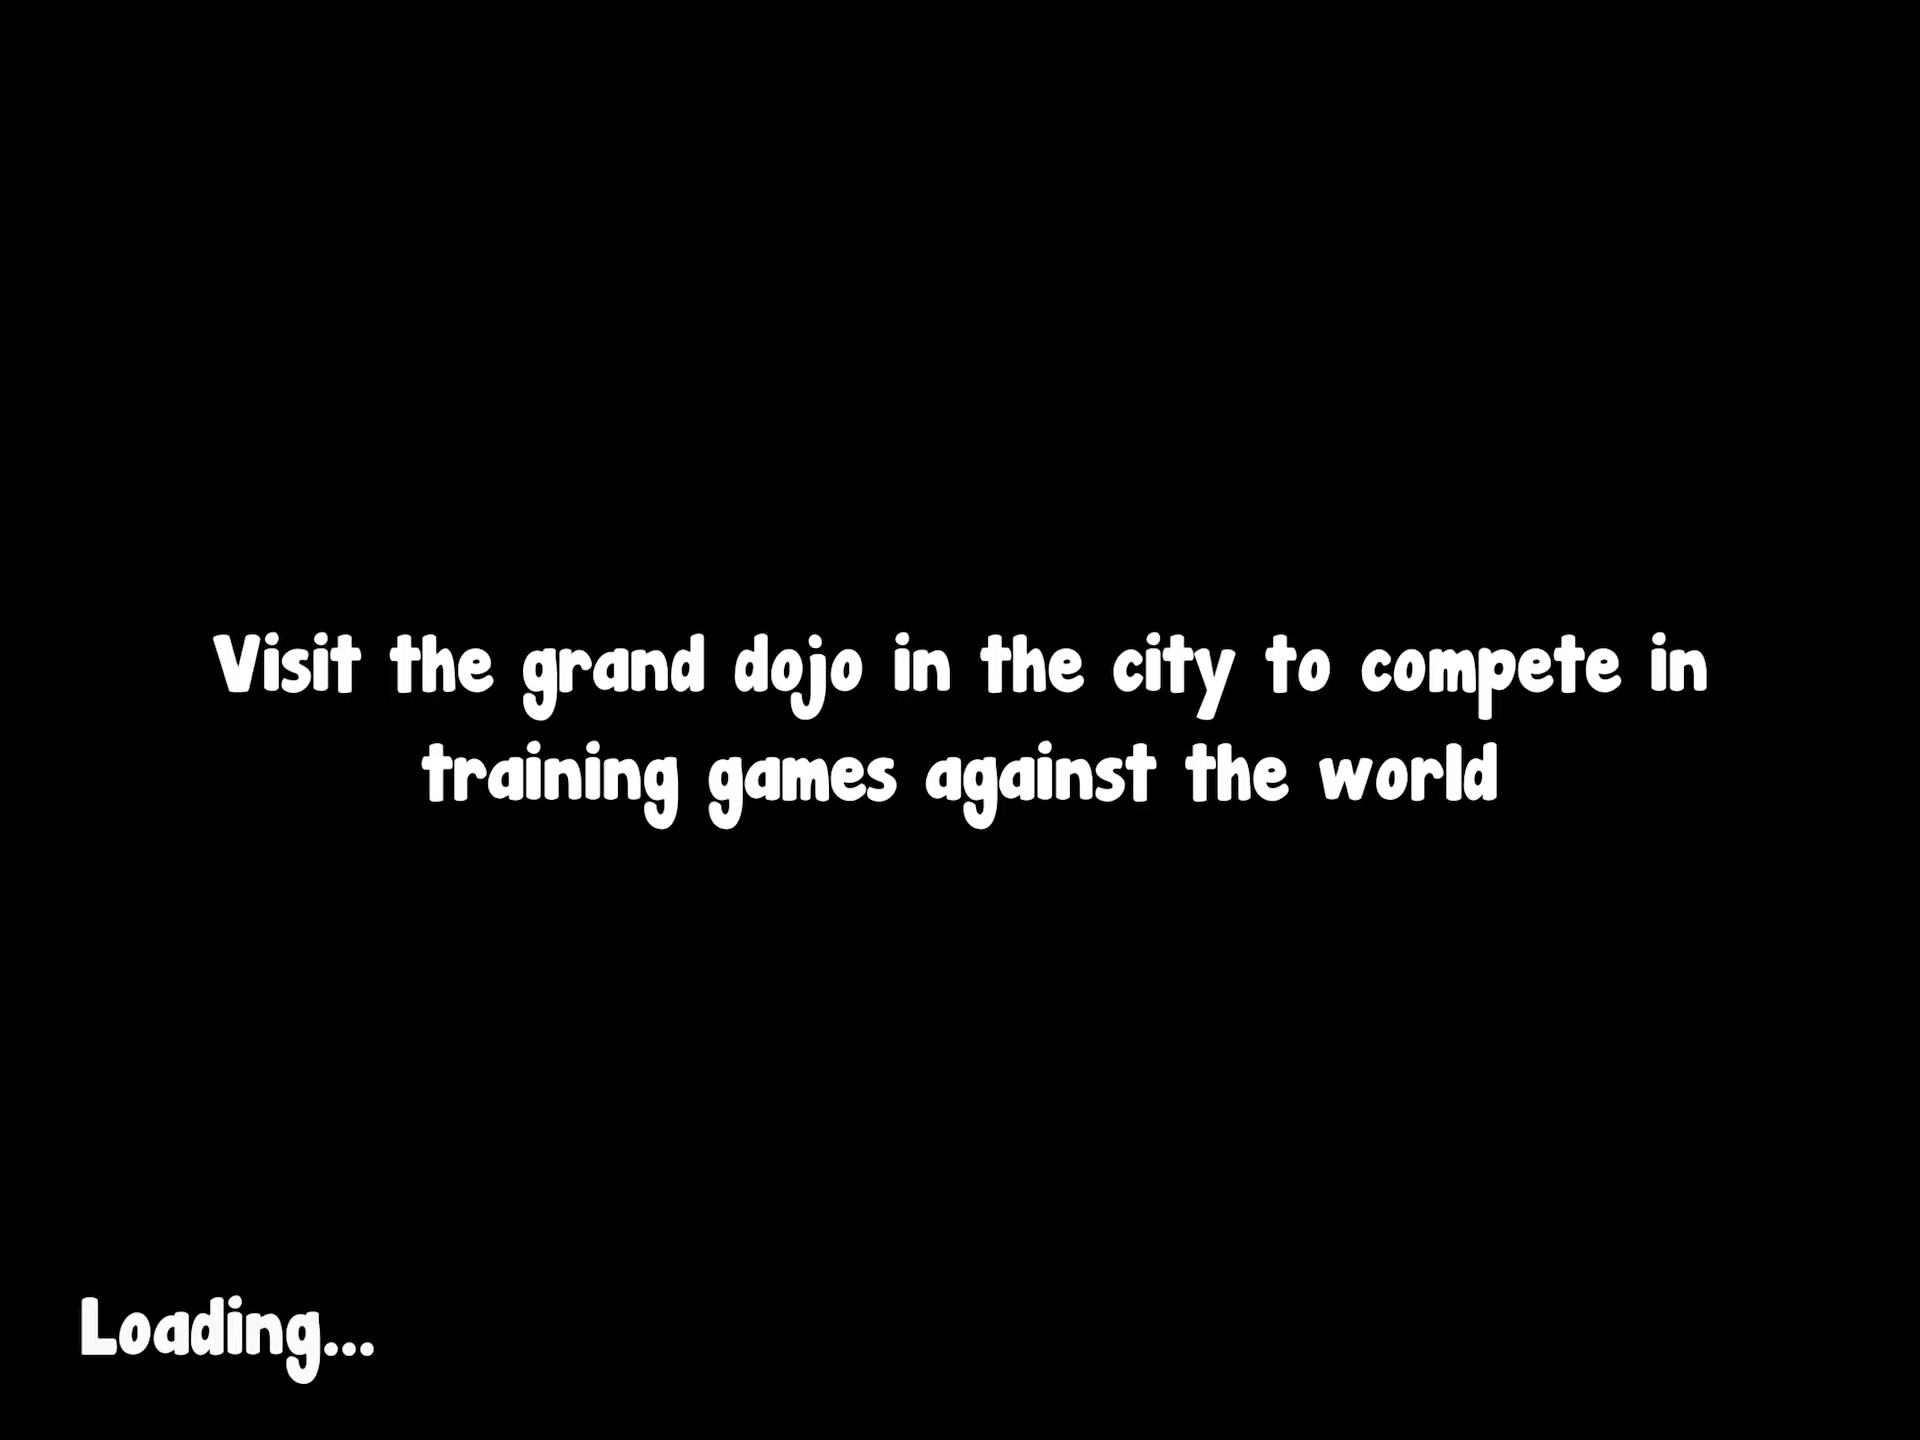 Visit the grand dojo in the city to compete in
training games against the world
Loading...